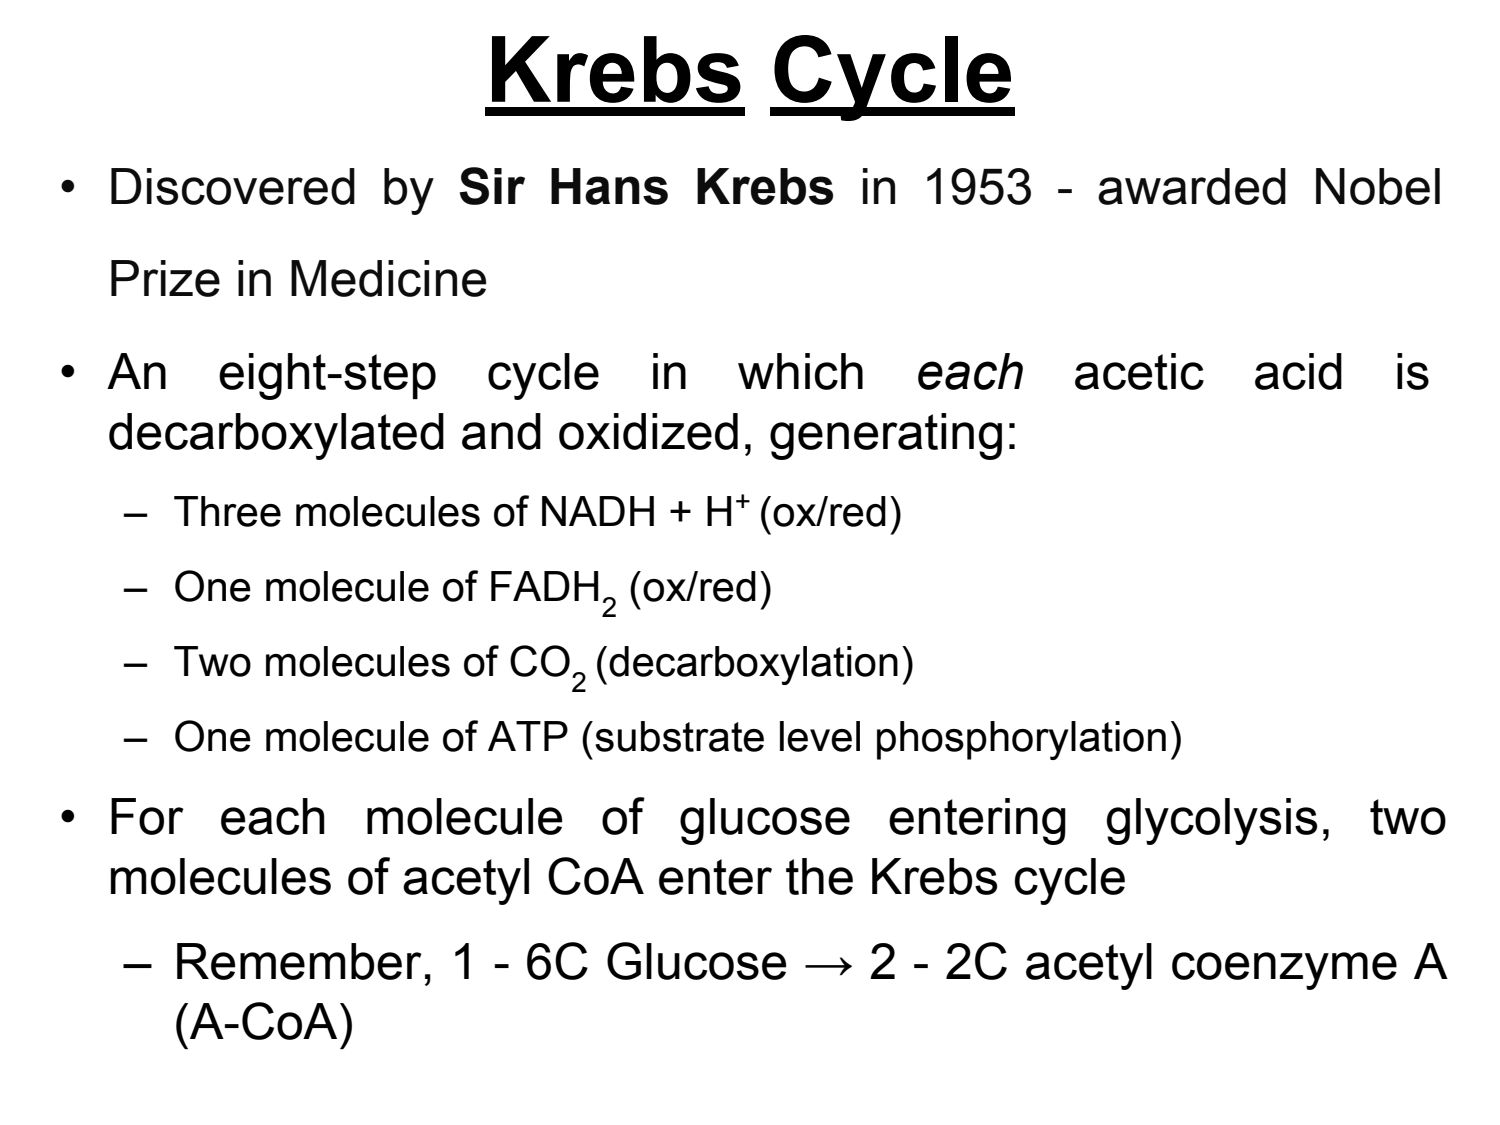 Krebs Cycle
• Discovered by Sir Hans Krebs in 1953 - awarded Nobel
Prize in Medicine
• An eight-step cycle in which each acetic acid is
decarboxylated and oxidized, generating:
– Three molecules of NADH + H⁺ (ox/red)
– One molecule of FADH₂ (ox/red)
– Two molecules of CO₂ (decarboxylation)
– One molecule of ATP (substrate level phosphorylation)
• For each molecule of glucose entering glycolysis, two
molecules of acetyl CoA enter the Krebs cycle
– Remember, 1 - 6C Glucose → 2 - 2C acetyl coenzyme A
(A-CoA)